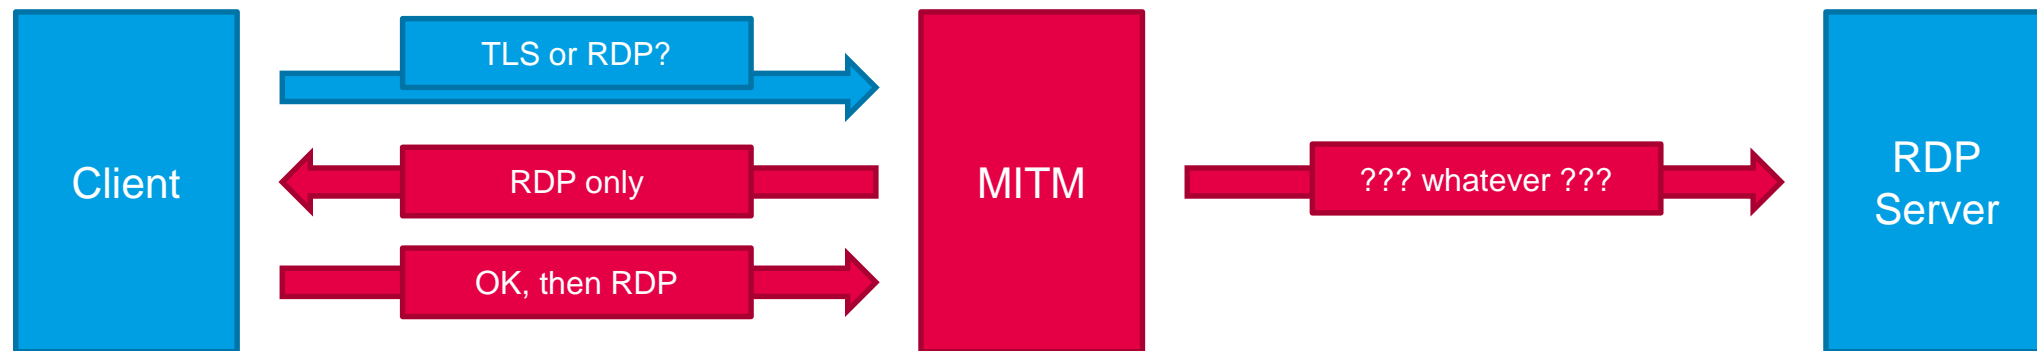 Client
TLS or RDP?
RDP only
OK, then RDP
MITM
??? whatever ???
RDP
Server